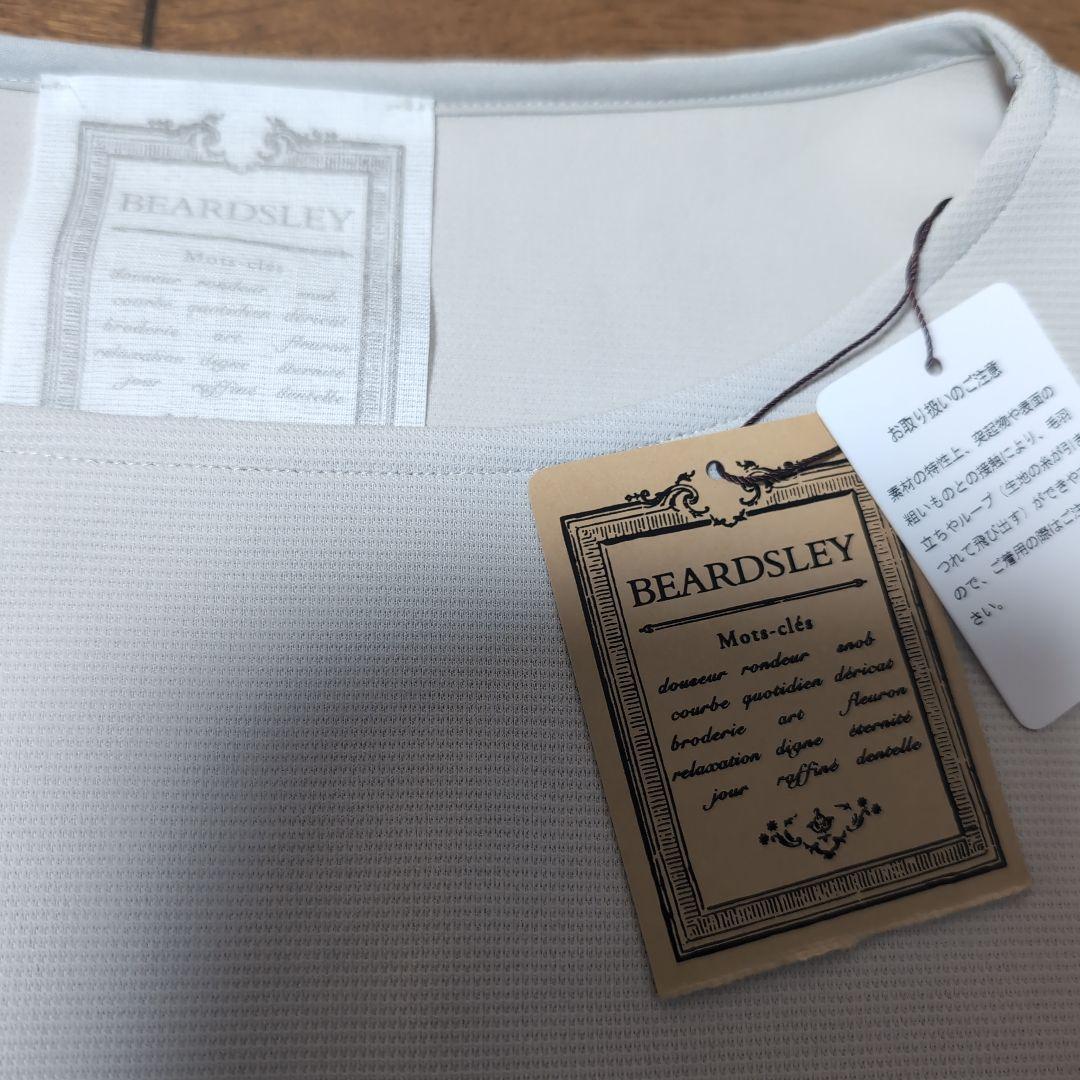 BEARDSLEY
Mots-clés
douceur rondeur snob
courbe quotidien déricat
broderie art fleuron
relaxation digne éternité
jour raffiné dentelle
BEARDSLEY
Mots-clés
douceur rondeur snob
courbe quotidien déricat
broderie art fleuron
relaxation digne éternité
jour raffiné dentelle
お取り扱いのご注意
素材の特性上、突起物や表面の
粗いものとの接触により、毛羽
立ちやループ（生地の糸が引き
つれて飛び出す）ができや
ので、ご着用の際はご注
さい。